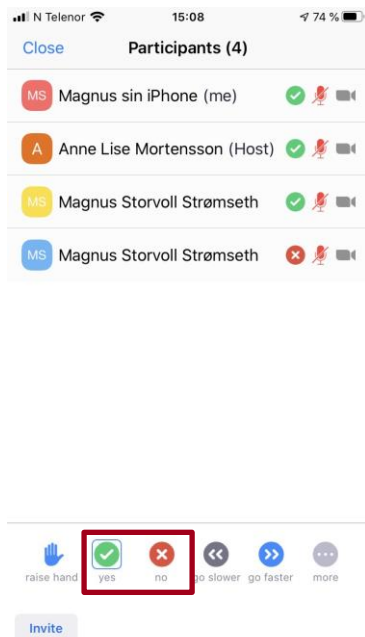 N Telenor 15:08 74 %
Close Participants (4)
MS Magnus sin iPhone (me)
A Anne Lise Mortensson (Host)
MS Magnus Storvoll Strømseth
MS Magnus Storvoll Strømseth
raise hand yes no go slower go faster more
Invite